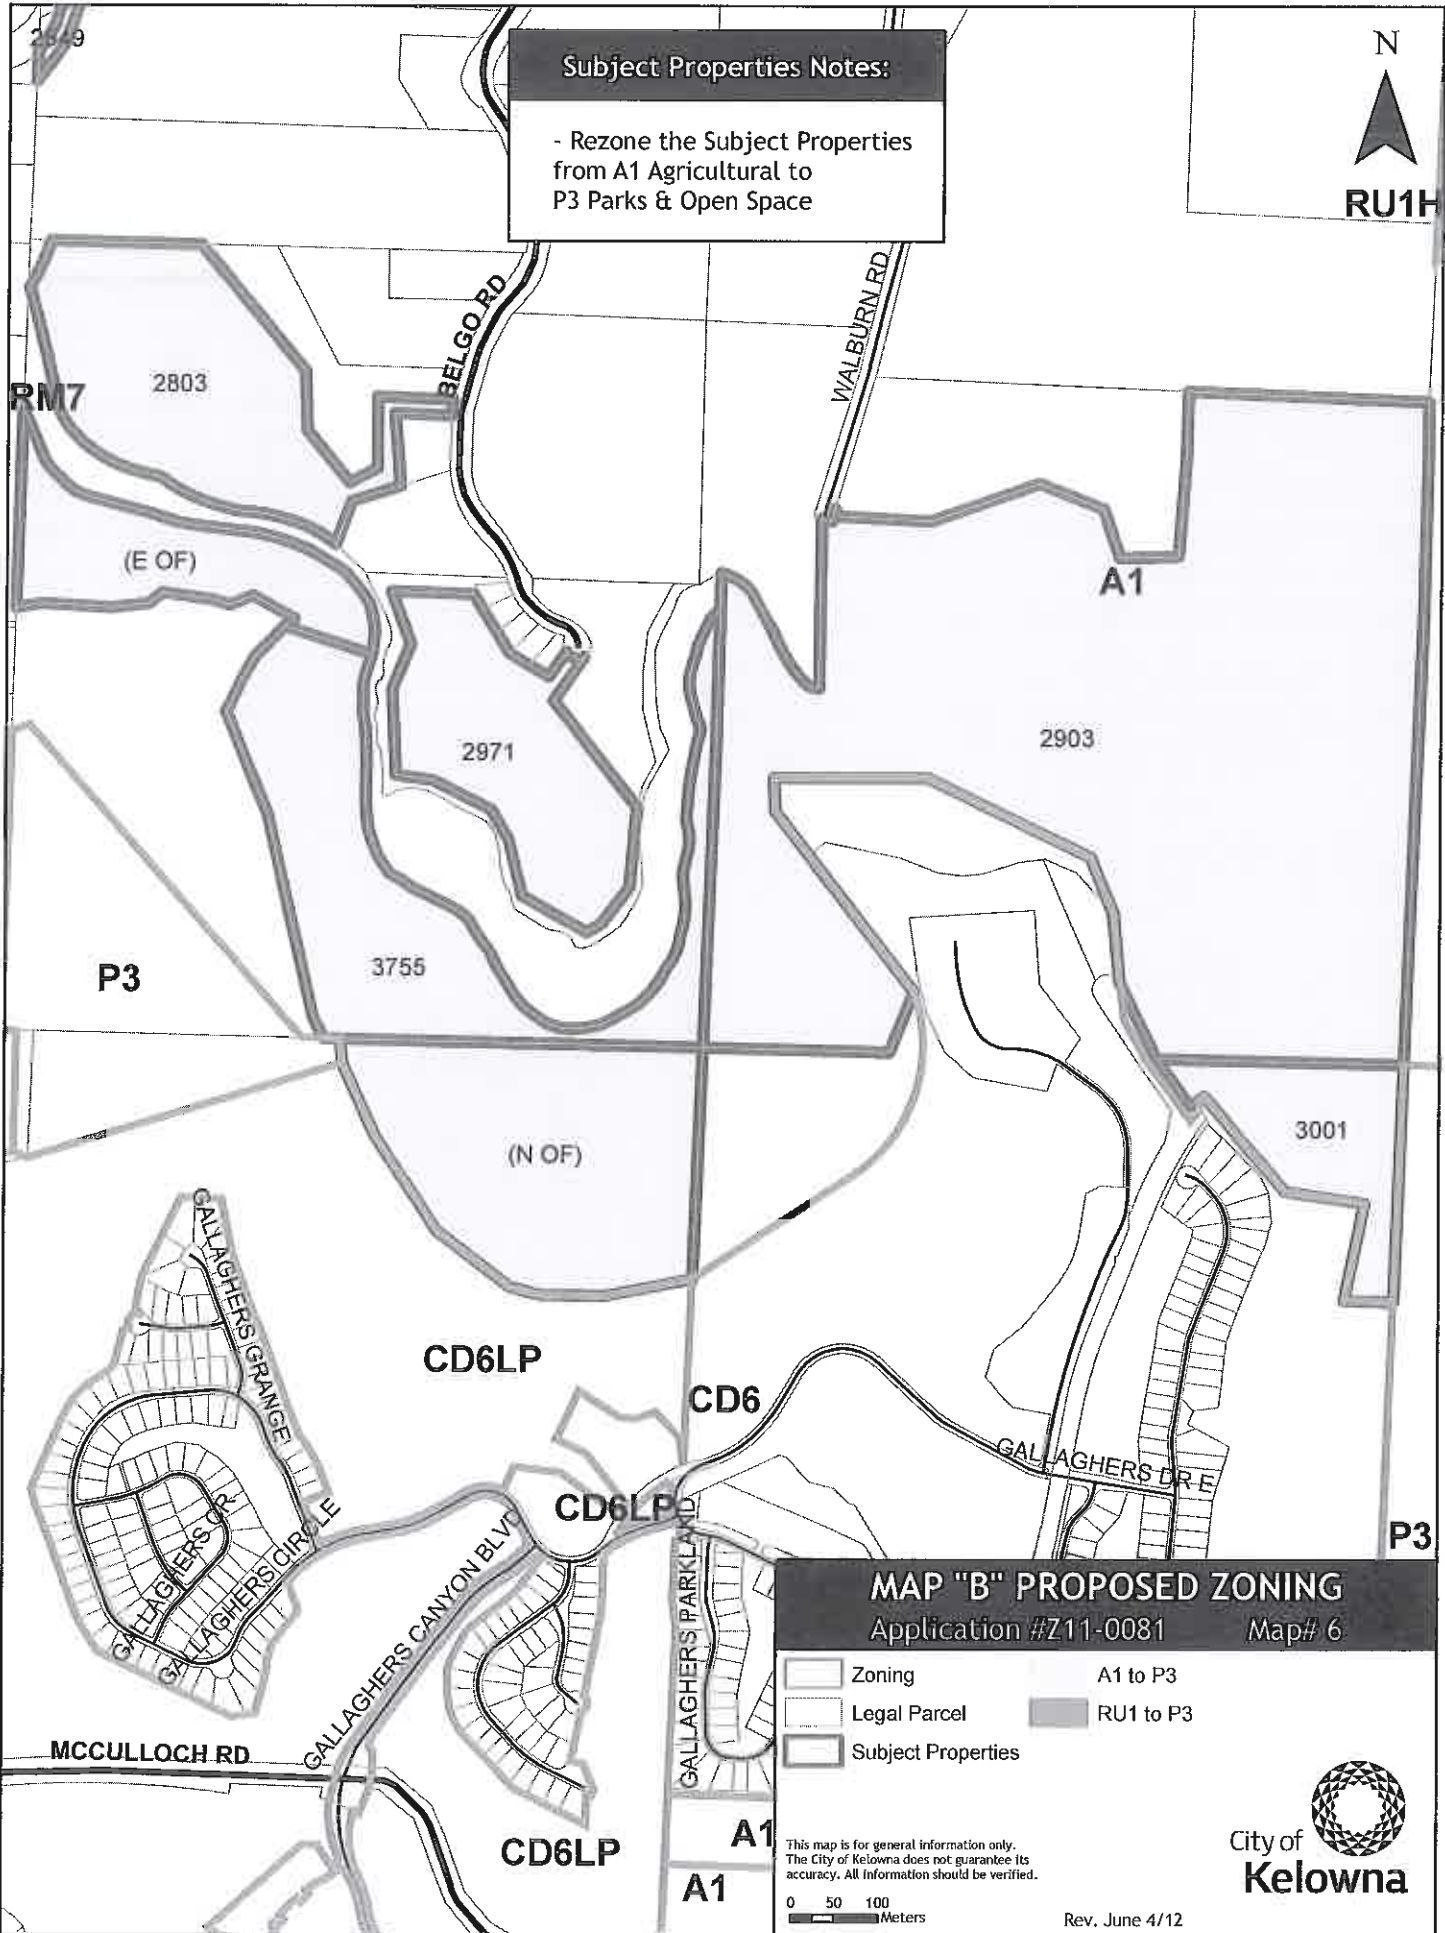 2649
Subject Properties Notes:
- Rezone the Subject Properties
from A1 Agricultural to
P3 Parks & Open Space
N
RU1H
BELGO RD
WALBURN RD
2803
RM7
(E OF)
A1
2971
2903
P3
3755
(N OF)
3001
GALLAGHERS GRANGE
CD6LP
CD6
GALLAGHERS DR E
GALLAGHERS CR
GALLAGHERS CIRCLE
GALLAGHERS CANYON BLVD
CD6LP
GALLAGHERS PARKLAND
P3
MCCULLOCH RD
CD6LP
A1
A1
MAP "B" PROPOSED ZONING
Application #Z11-0081 Map# 6
Zoning
A1 to P3
Legal Parcel
RU1 to P3
Subject Properties
This map is for general information only.
The City of Kelowna does not guarantee its
accuracy. All information should be verified.
0 50 100
Meters
Rev. June 4/12
City of
Kelowna